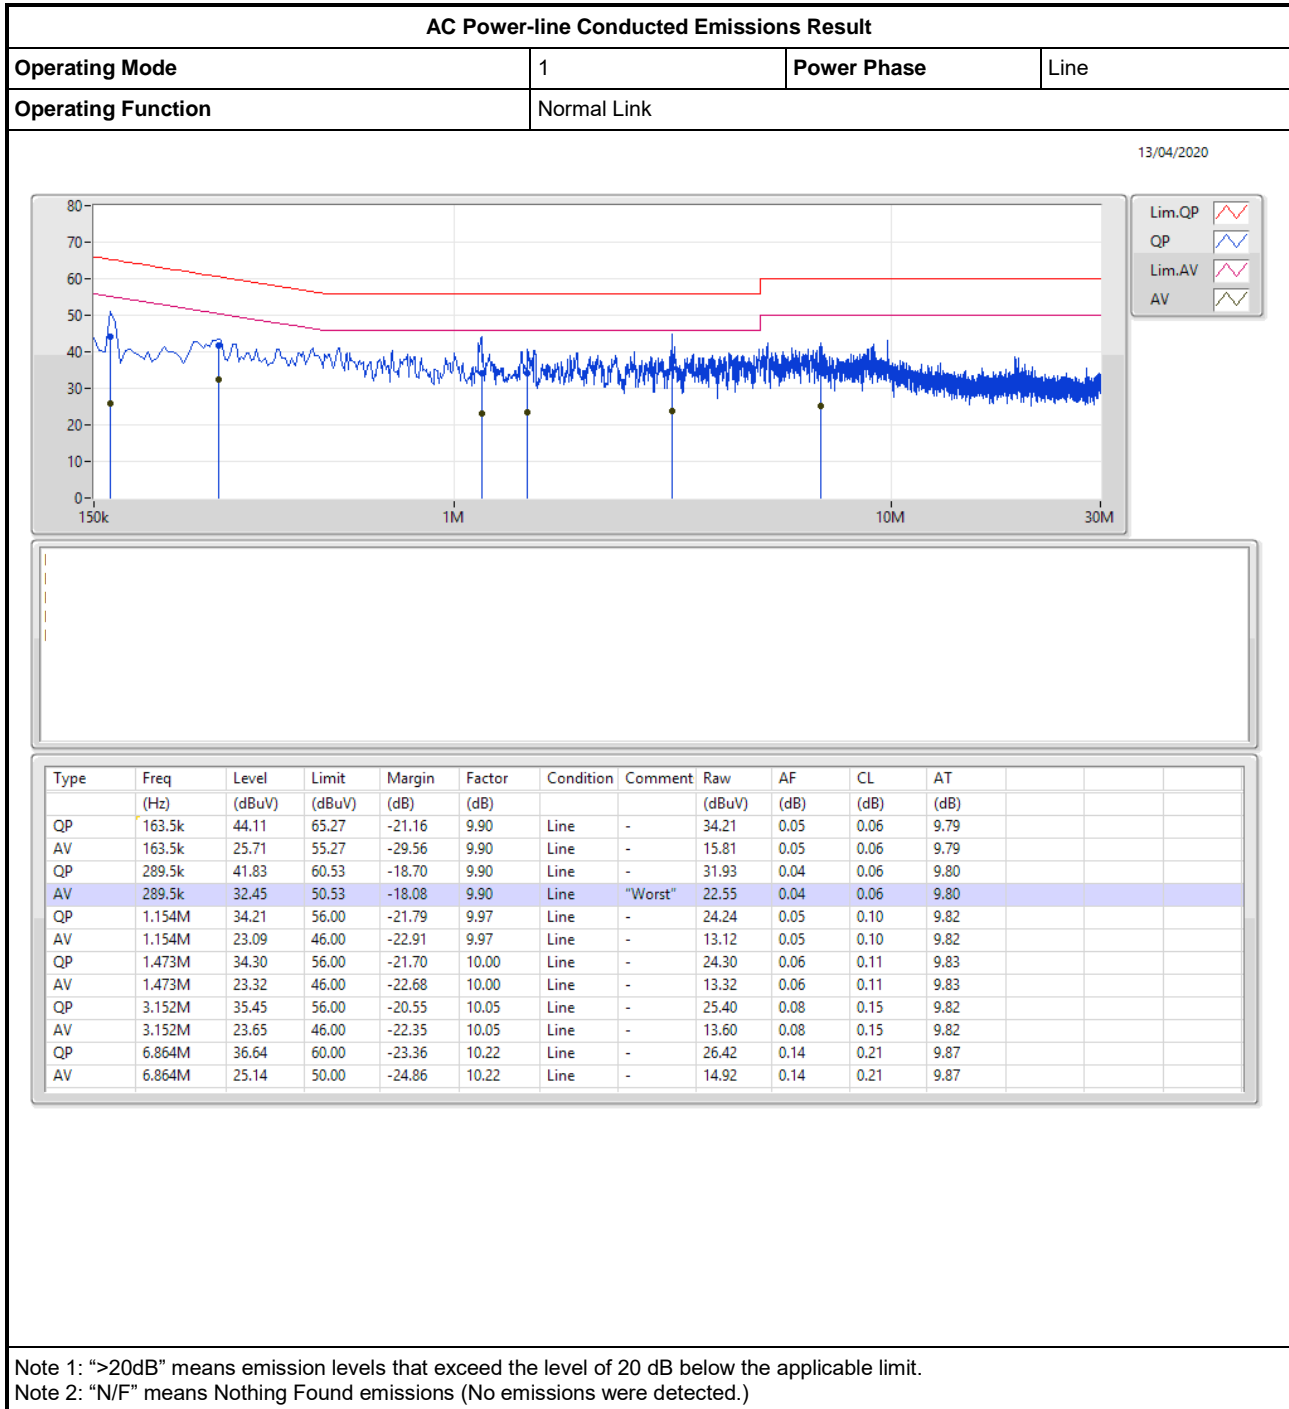 AC Power-line Conducted Emissions Result
Operating Mode 1 Power Phase Line
Operating Function Normal Link
13/04/2020
80
70
60
50
40
30
20
10
0
150k 1M 10M 30M
Lim.QP
QP
Lim.AV
AV
Type Freq Level Limit Margin Factor Condition Comment Raw AF CL AT
(Hz) (dBuV) (dBuV) (dB) (dB) (dBuV) (dB) (dB) (dB)
QP 163.5k 44.11 65.27 -21.16 9.90 Line - 34.21 0.05 0.06 9.79
AV 163.5k 25.71 55.27 -29.56 9.90 Line - 15.81 0.05 0.06 9.79
QP 289.5k 41.83 60.53 -18.70 9.90 Line - 31.93 0.04 0.06 9.80
AV 289.5k 32.45 50.53 -18.08 9.90 Line "Worst" 22.55 0.04 0.06 9.80
QP 1.154M 34.21 56.00 -21.79 9.97 Line - 24.24 0.05 0.10 9.82
AV 1.154M 23.09 46.00 -22.91 9.97 Line - 13.12 0.05 0.10 9.82
QP 1.473M 34.30 56.00 -21.70 10.00 Line - 24.30 0.06 0.11 9.83
AV 1.473M 23.32 46.00 -22.68 10.00 Line - 13.32 0.06 0.11 9.83
QP 3.152M 35.45 56.00 -20.55 10.05 Line - 25.40 0.08 0.15 9.82
AV 3.152M 23.65 46.00 -22.35 10.05 Line - 13.60 0.08 0.15 9.82
QP 6.864M 36.64 60.00 -23.36 10.22 Line - 26.42 0.14 0.21 9.87
AV 6.864M 25.14 50.00 -24.86 10.22 Line - 14.92 0.14 0.21 9.87
Note 1: “>20dB” means emission levels that exceed the level of 20 dB below the applicable limit.
Note 2: “N/F” means Nothing Found emissions (No emissions were detected.)